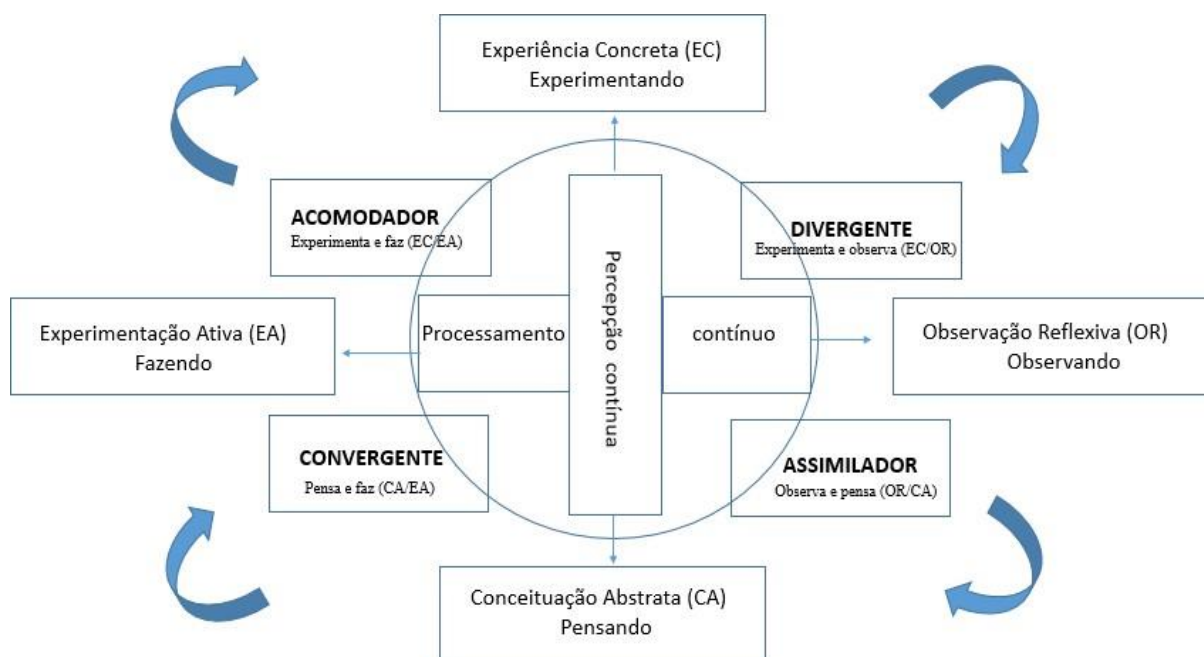 Experiência Concreta (EC)
Experimentando
ACOMODADOR
Experimenta e faz (EC/EA)
DIVERGENTE
Experimenta e observa (EC/OR)
Experimentação Ativa (EA)
Fazendo
Processamento
Percepção contínua
contínuo
Observação Reflexiva (OR)
Observando
CONVERGENTE
Pensa e faz (CA/EA)
ASSIMILADOR
Observa e pensa (OR/CA)
Conceituação Abstrata (CA)
Pensando